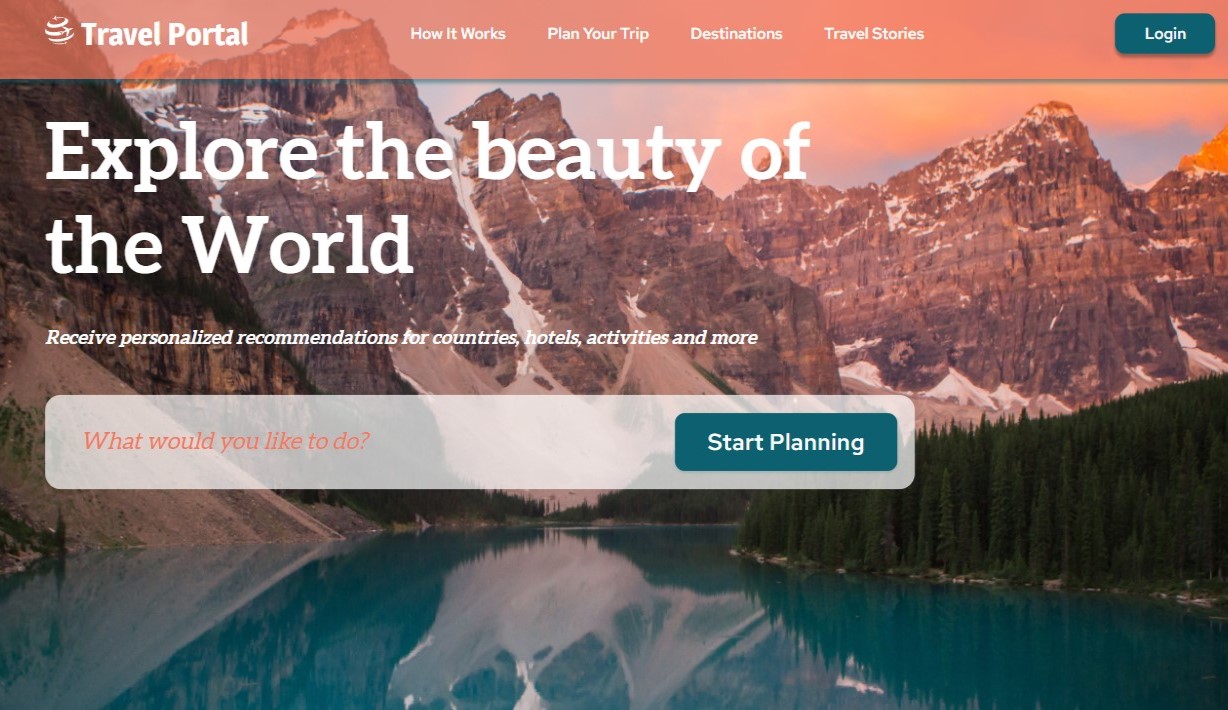 Travel Portal
How It Works
Plan Your Trip
Destinations
Travel Stories
Login
Explore the beauty of
the World
Receive personalized recommendations for countries, hotels, activities and more
What would you like to do?
Start Planning